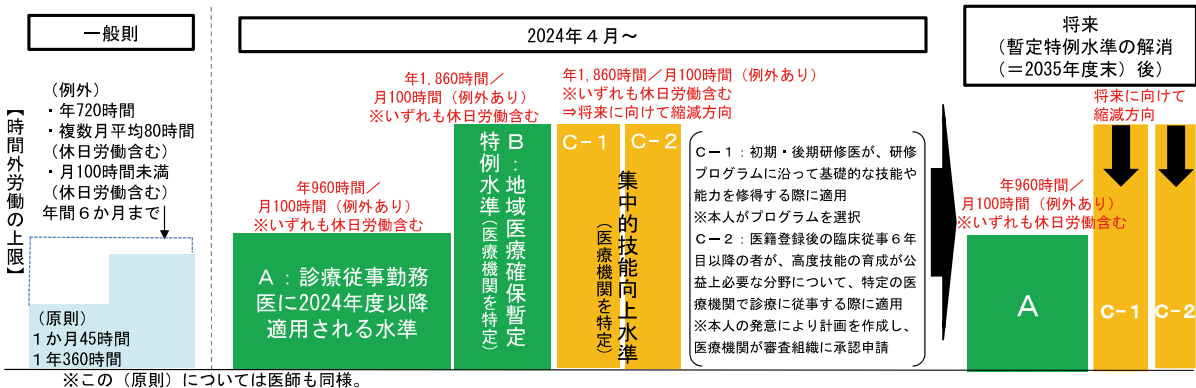 一般則
【時間外労働の上限】
（例外）
・年720時間
・複数月平均80時間
（休日労働含む）
・月100時間未満
（休日労働含む）
年間６か月まで
（原則）
１か月45時間
１年360時間
※この（原則）については医師も同様。
2024年４月～
年960時間／
月100時間（例外あり）
※いずれも休日労働含む
Ａ：診療従事勤務
医に2024年度以降
適用される水準
年1,860時間／
月100時間（例外あり）
※いずれも休日労働含む
Ｂ：地域医療確保暫定
特例水準（医療機関を特定）
年1,860時間／月100時間（例外あり）
※いずれも休日労働含む
⇒将来に向けて縮減方向
Ｃ－１
Ｃ－２
集中的技能向上水準
（医療機関を特定）
Ｃ－１：初期・後期研修医が、研修
プログラムに沿って基礎的な技能や
能力を修得する際に適用
※本人がプログラムを選択
Ｃ－２：医籍登録後の臨床従事６年
目以降の者が、高度技能の育成が公
益上必要な分野について、特定の医
療機関で診療に従事する際に適用
※本人の発意により計画を作成し、
医療機関が審査組織に承認申請
将来
（暫定特例水準の解消
（＝2035年度末）後）
将来に向けて
縮減方向
年960時間／
月100時間（例外あり）
※いずれも休日労働含む
Ａ
Ｃ－１
Ｃ－２